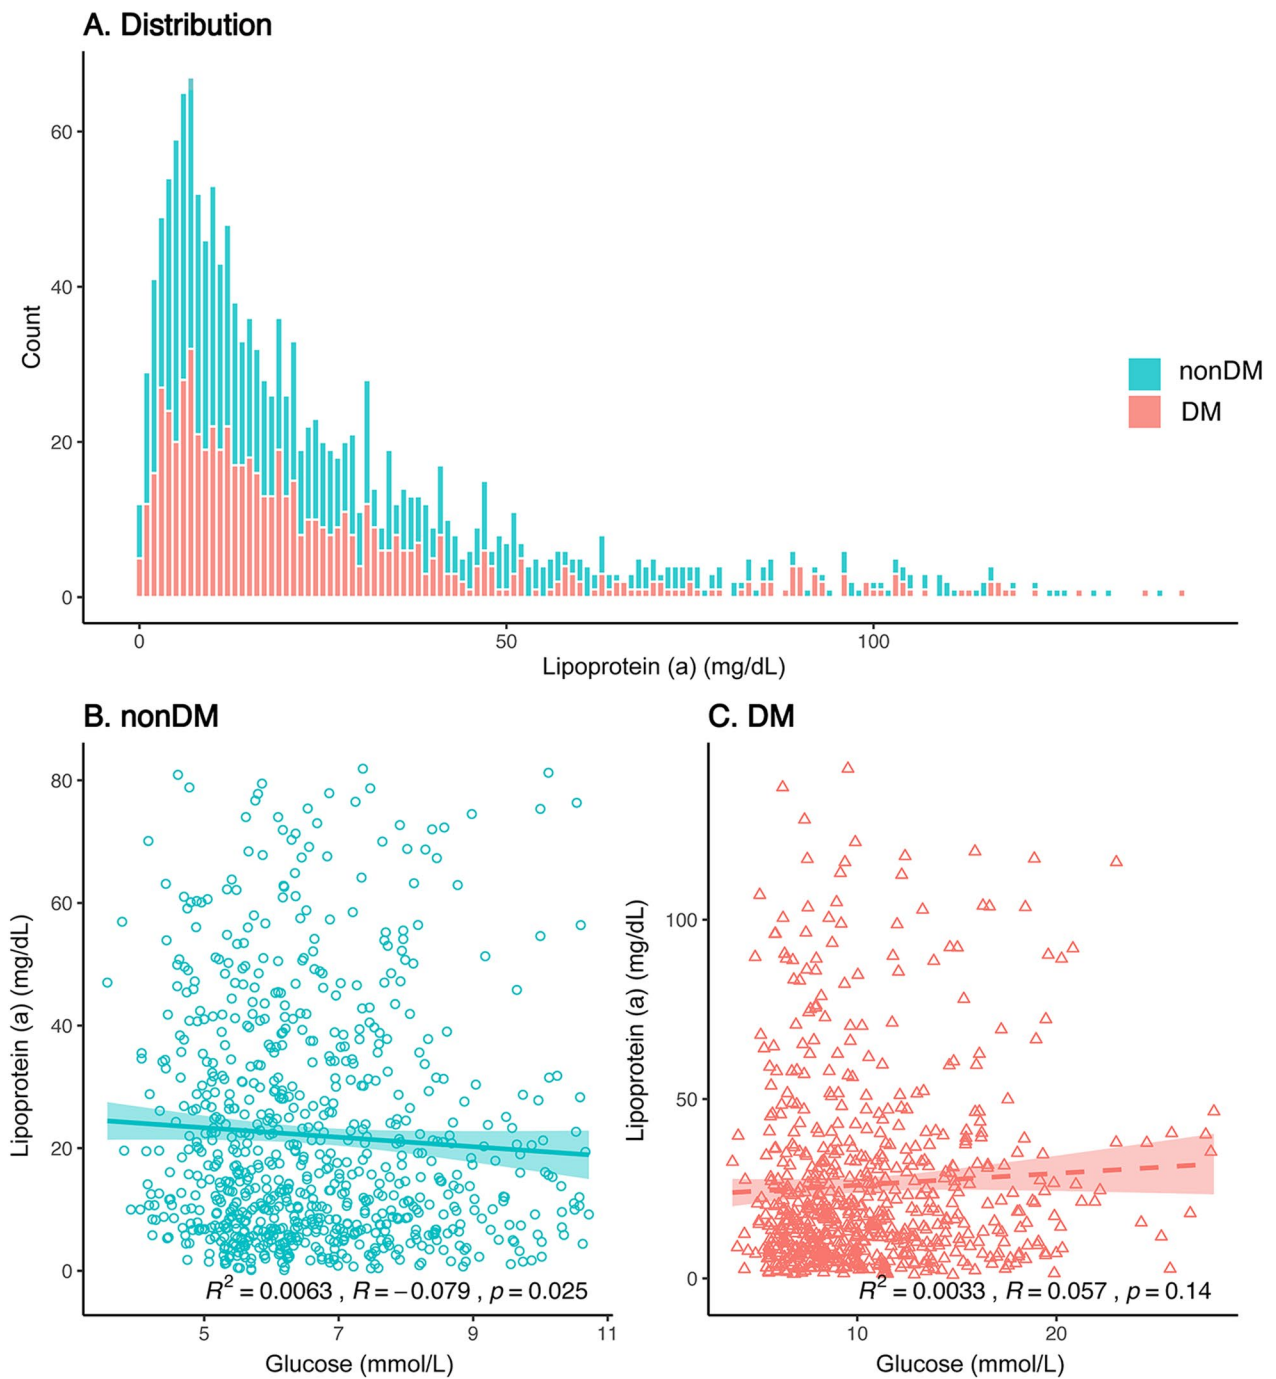 A. Distribution
60
40
20
0
Count
0 50 100
Lipoprotein (a) (mg/dL)
nonDM
DM
B. nonDM
80
60
40
20
0
Lipoprotein (a) (mg/dL)
R² = 0.0063 , R = −0.079 , p = 0.025
5 7 9 11
Glucose (mmol/L)
C. DM
100
50
0
Lipoprotein (a) (mg/dL)
R² = 0.0033 , R = 0.057 , p = 0.14
10 20
Glucose (mmol/L)